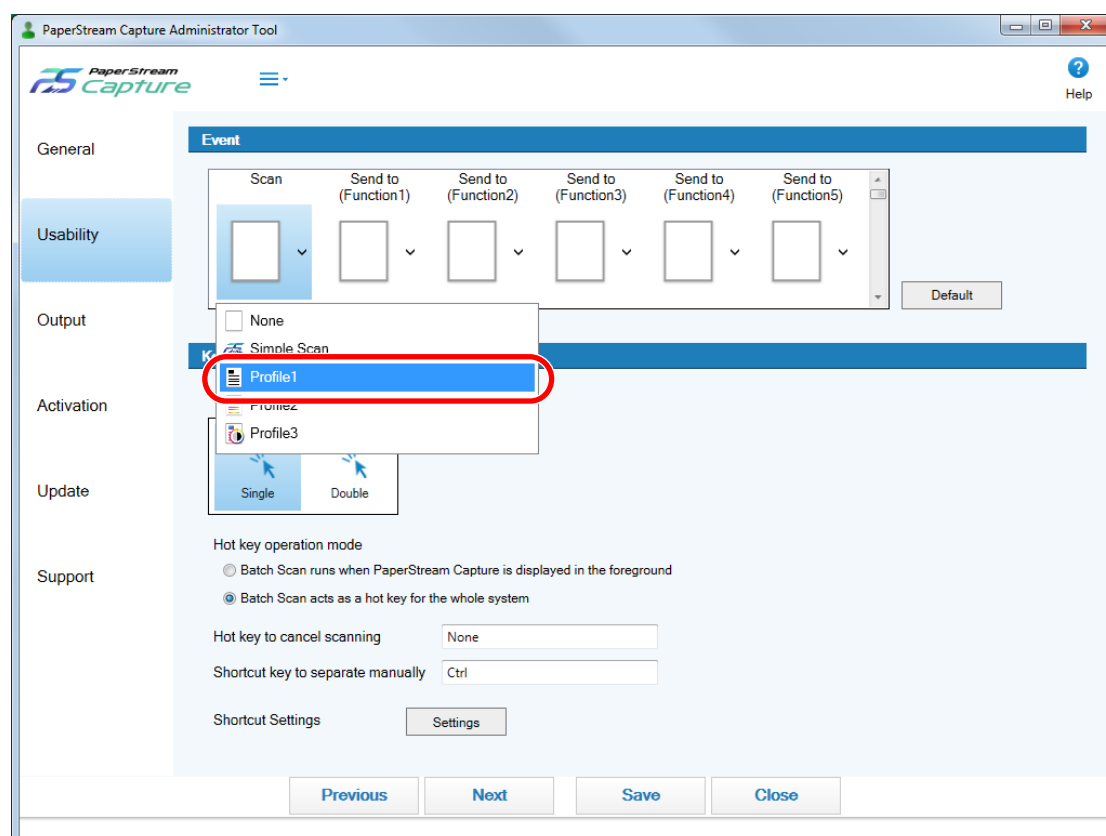 PaperStream Capture Administrator Tool
PaperStream
Capture
Help
General
Usability
Output
Activation
Update
Support
Event
Scan
Send to
(Function1)
Send to
(Function2)
Send to
(Function3)
Send to
(Function4)
Send to
(Function5)
Default
None
Simple Scan
Profile1
Profile2
Profile3
Single
Double
Hot key operation mode
Batch Scan runs when PaperStream Capture is displayed in the foreground
Batch Scan acts as a hot key for the whole system
Hot key to cancel scanning
None
Shortcut key to separate manually
Ctrl
Shortcut Settings
Settings
Previous
Next
Save
Close